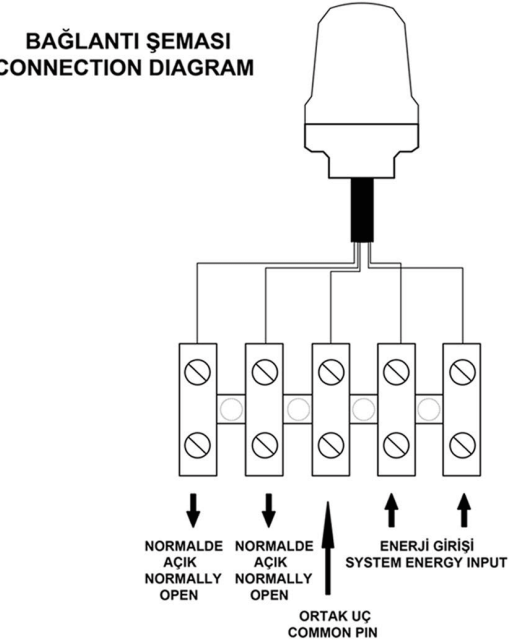 BAĞLANTI ŞEMASI
CONNECTION DIAGRAM
NORMALDE
AÇIK
NORMALLY
OPEN
NORMALDE
AÇIK
NORMALLY
OPEN
ORTAK UÇ
COMMON PIN
ENERJİ GİRİŞİ
SYSTEM ENERGY INPUT